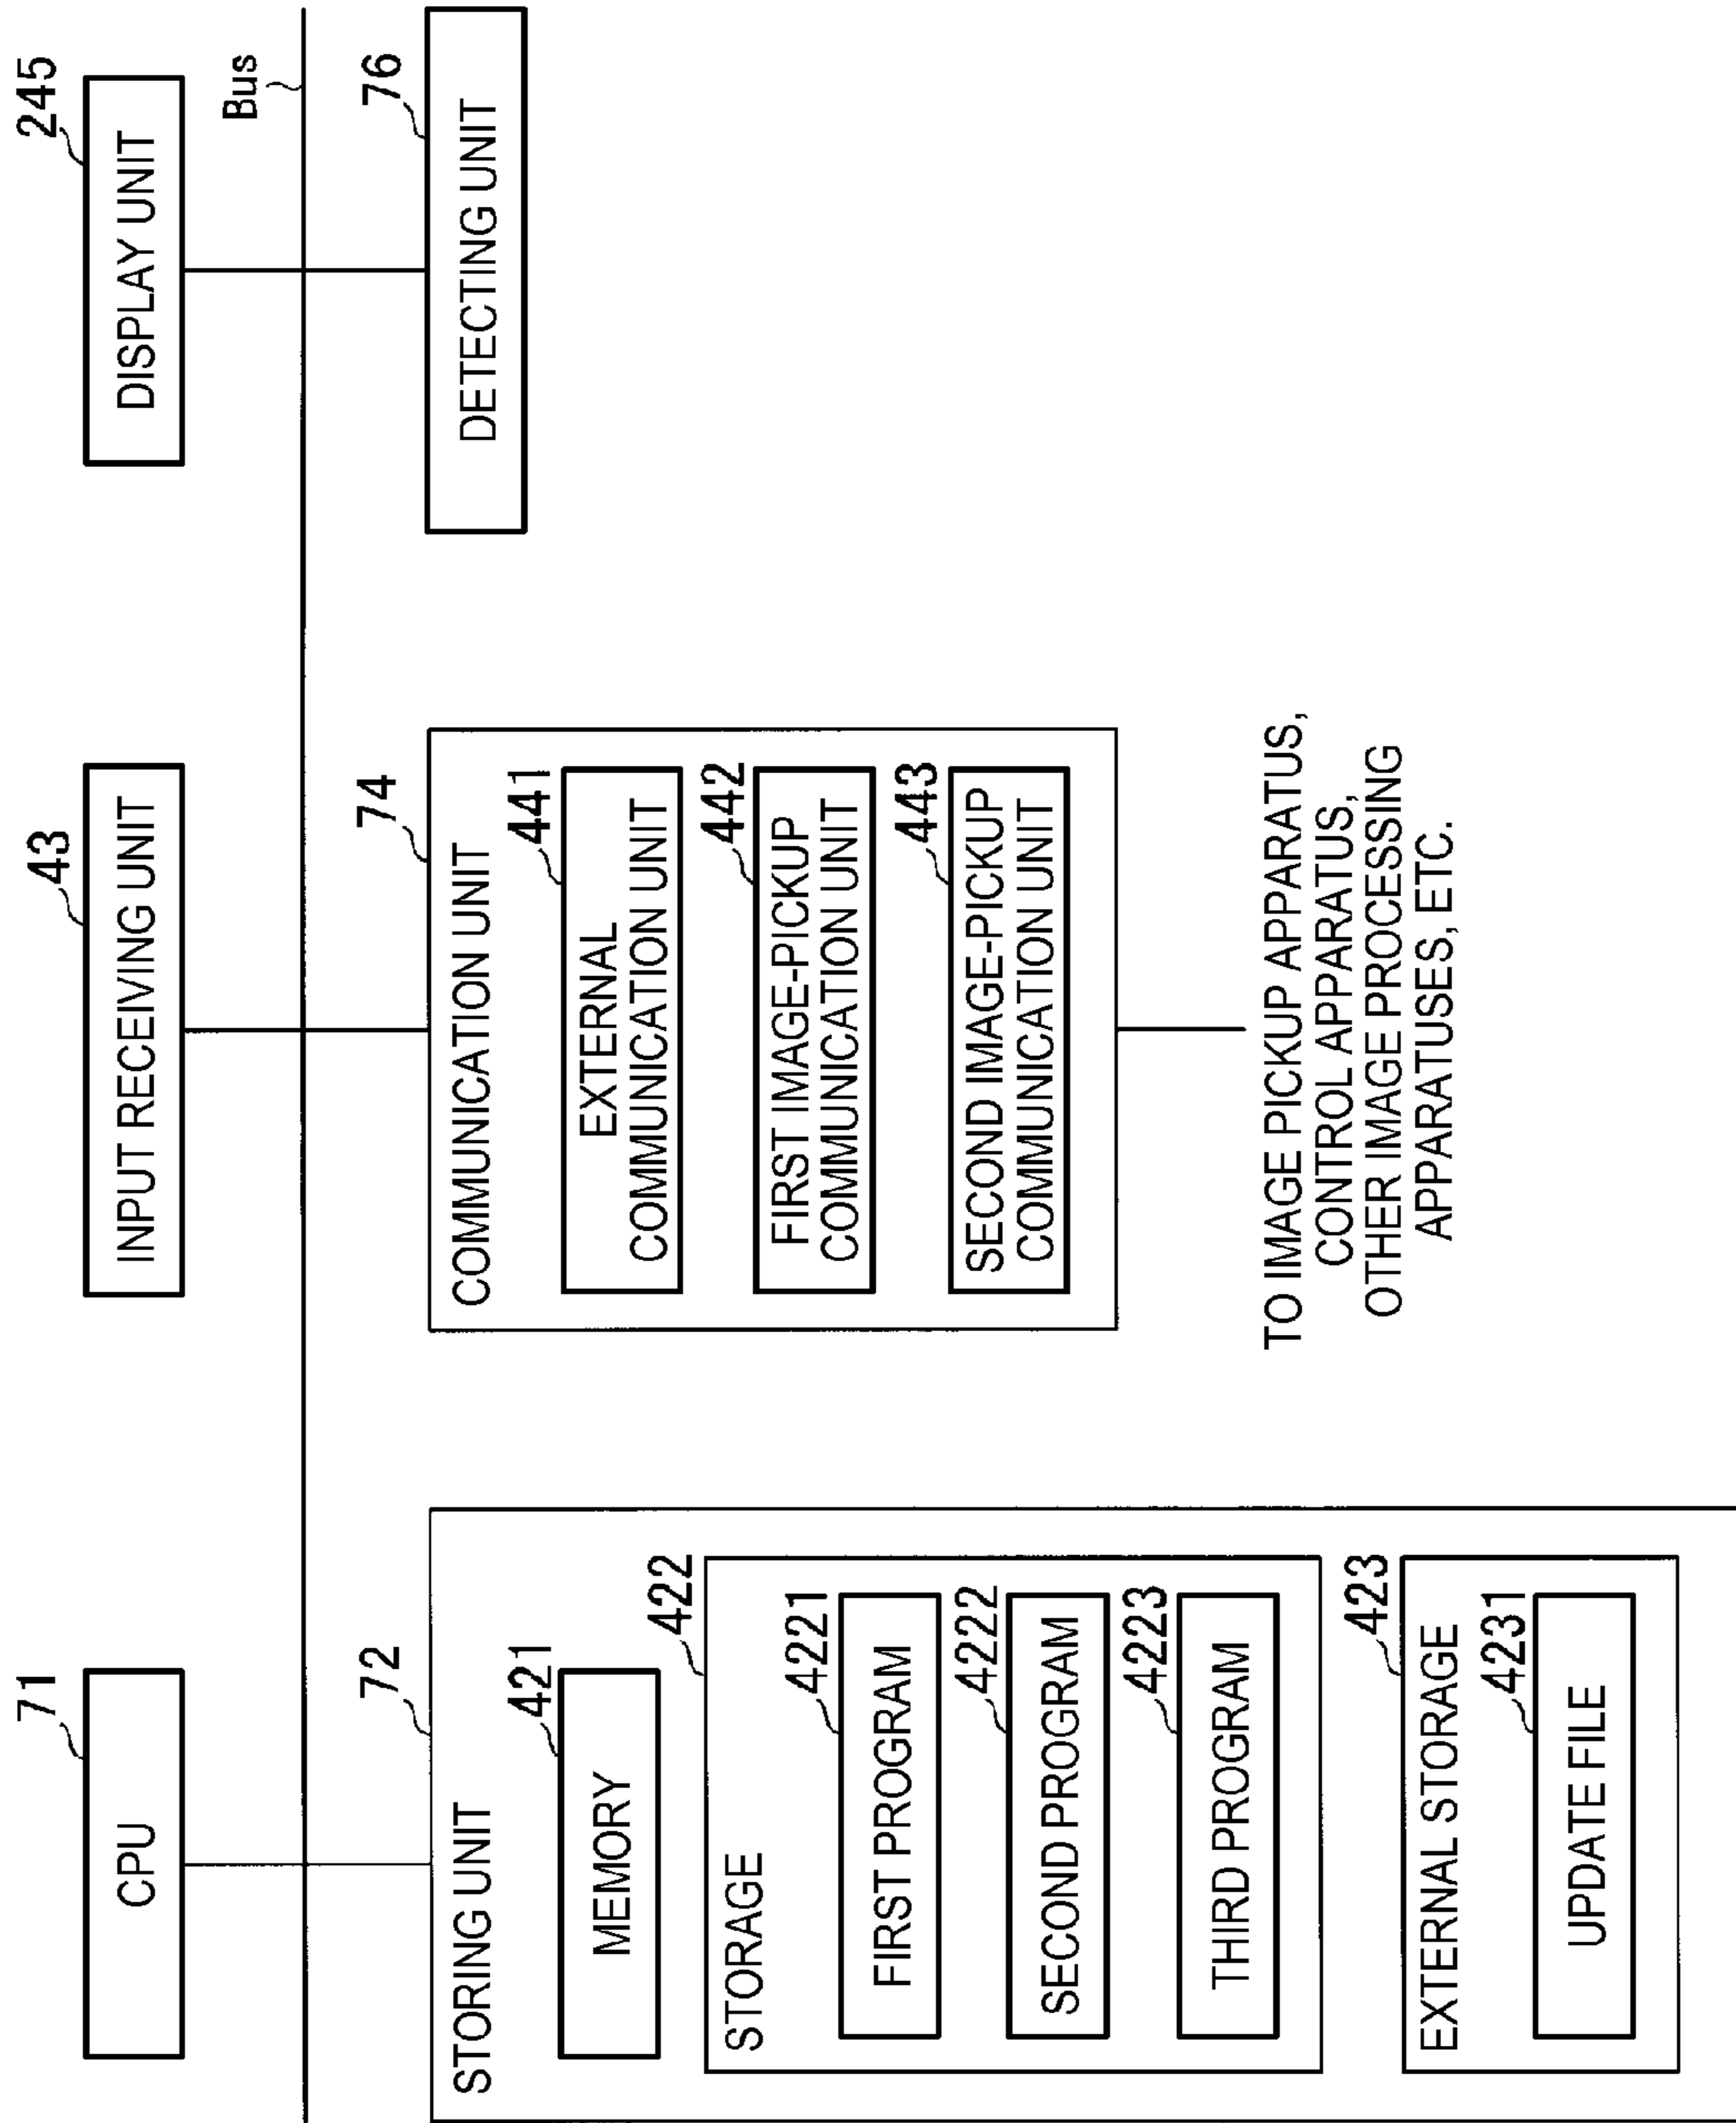 71
CPU
43
INPUT RECEIVING UNIT
245
DISPLAY UNIT
Bus
72
STORING UNIT
421
MEMORY
422
STORAGE
4221
FIRST PROGRAM
4222
SECOND PROGRAM
4223
THIRD PROGRAM
423
EXTERNAL STORAGE
4231
UPDATE FILE
74
COMMUNICATION UNIT
441
EXTERNAL
COMMUNICATION UNIT
442
FIRST IMAGE-PICKUP
COMMUNICATION UNIT
443
SECOND IMAGE-PICKUP
COMMUNICATION UNIT
TO IMAGE PICKUP APPARATUS,
CONTROL APPARATUS,
OTHER IMAGE PROCESSING
APPARATUSES, ETC.
76
DETECTING UNIT